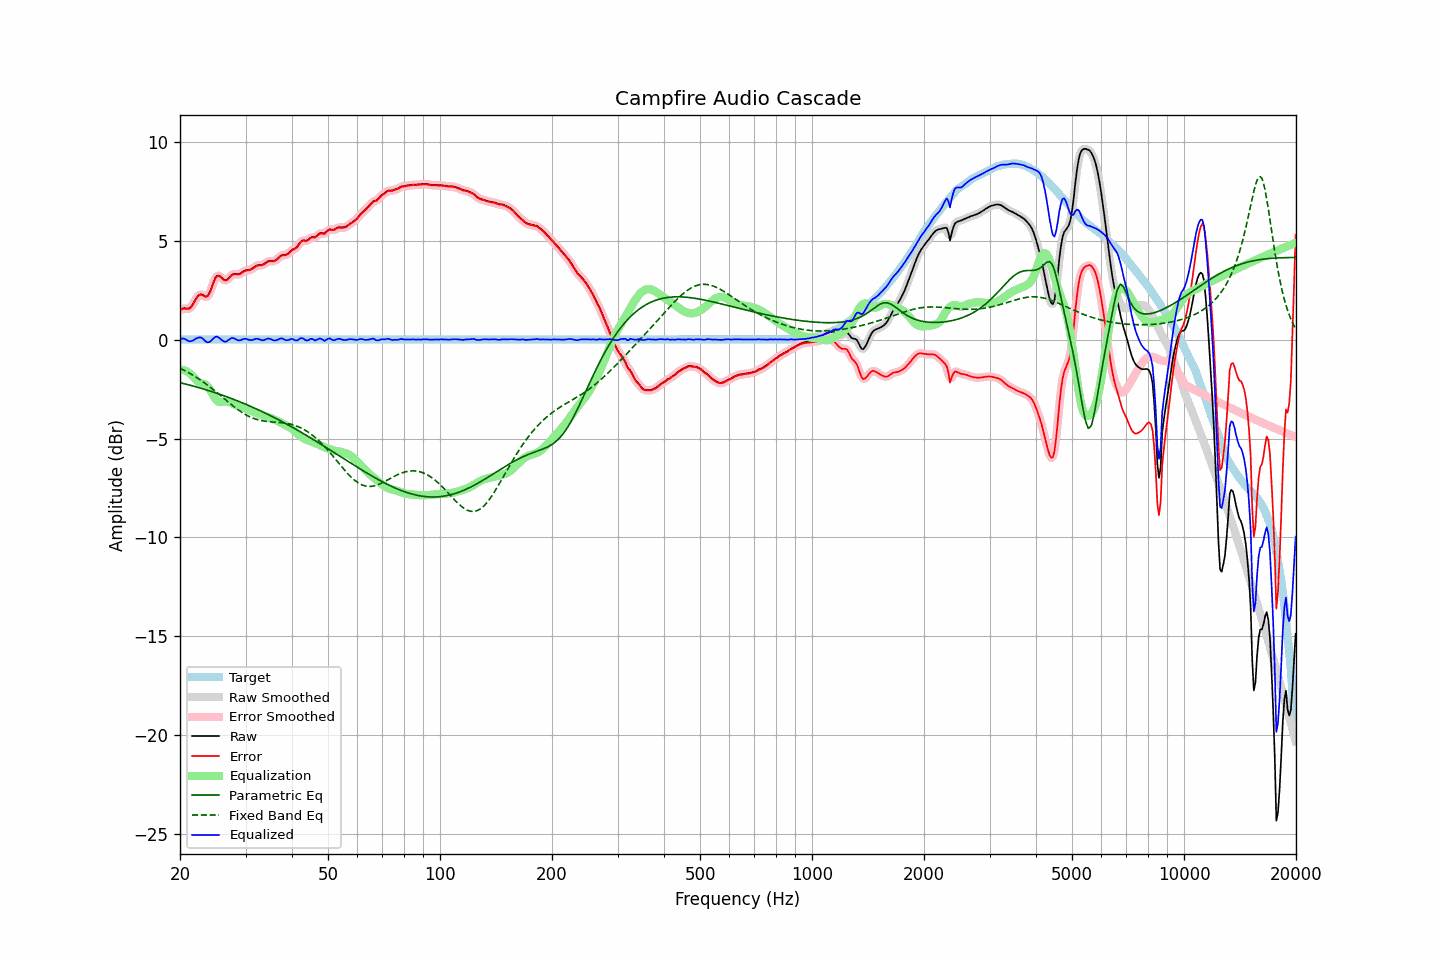 Campfire Audio Cascade
10
5
0
−5
−10
−15
−20
−25
Amplitude (dBr)
Target
Raw Smoothed
Error Smoothed
Raw
Error
Equalization
Parametric Eq
Fixed Band Eq
Equalized
20 50 100 200 500 1000 2000 5000 10000 20000
Frequency (Hz)